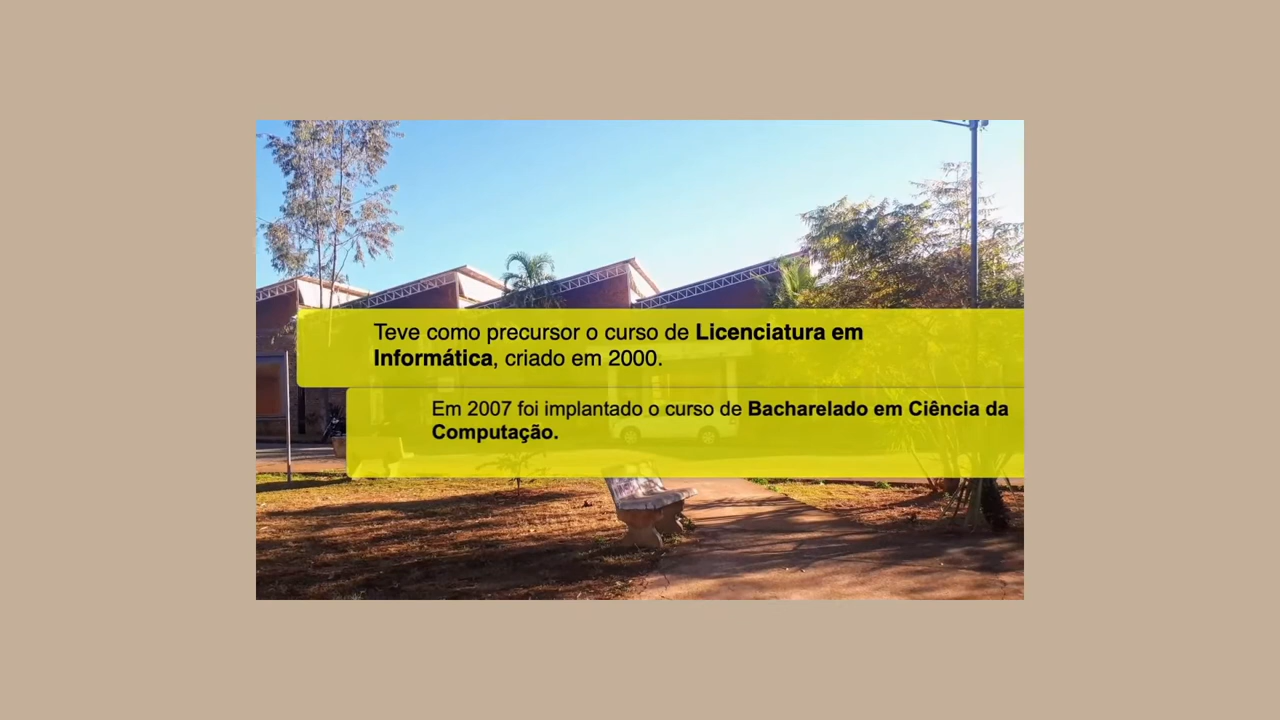 Teve como precursor o curso de Licenciatura em
Informática, criado em 2000.
Em 2007 foi implantado o curso de Bacharelado em Ciência da
Computação.